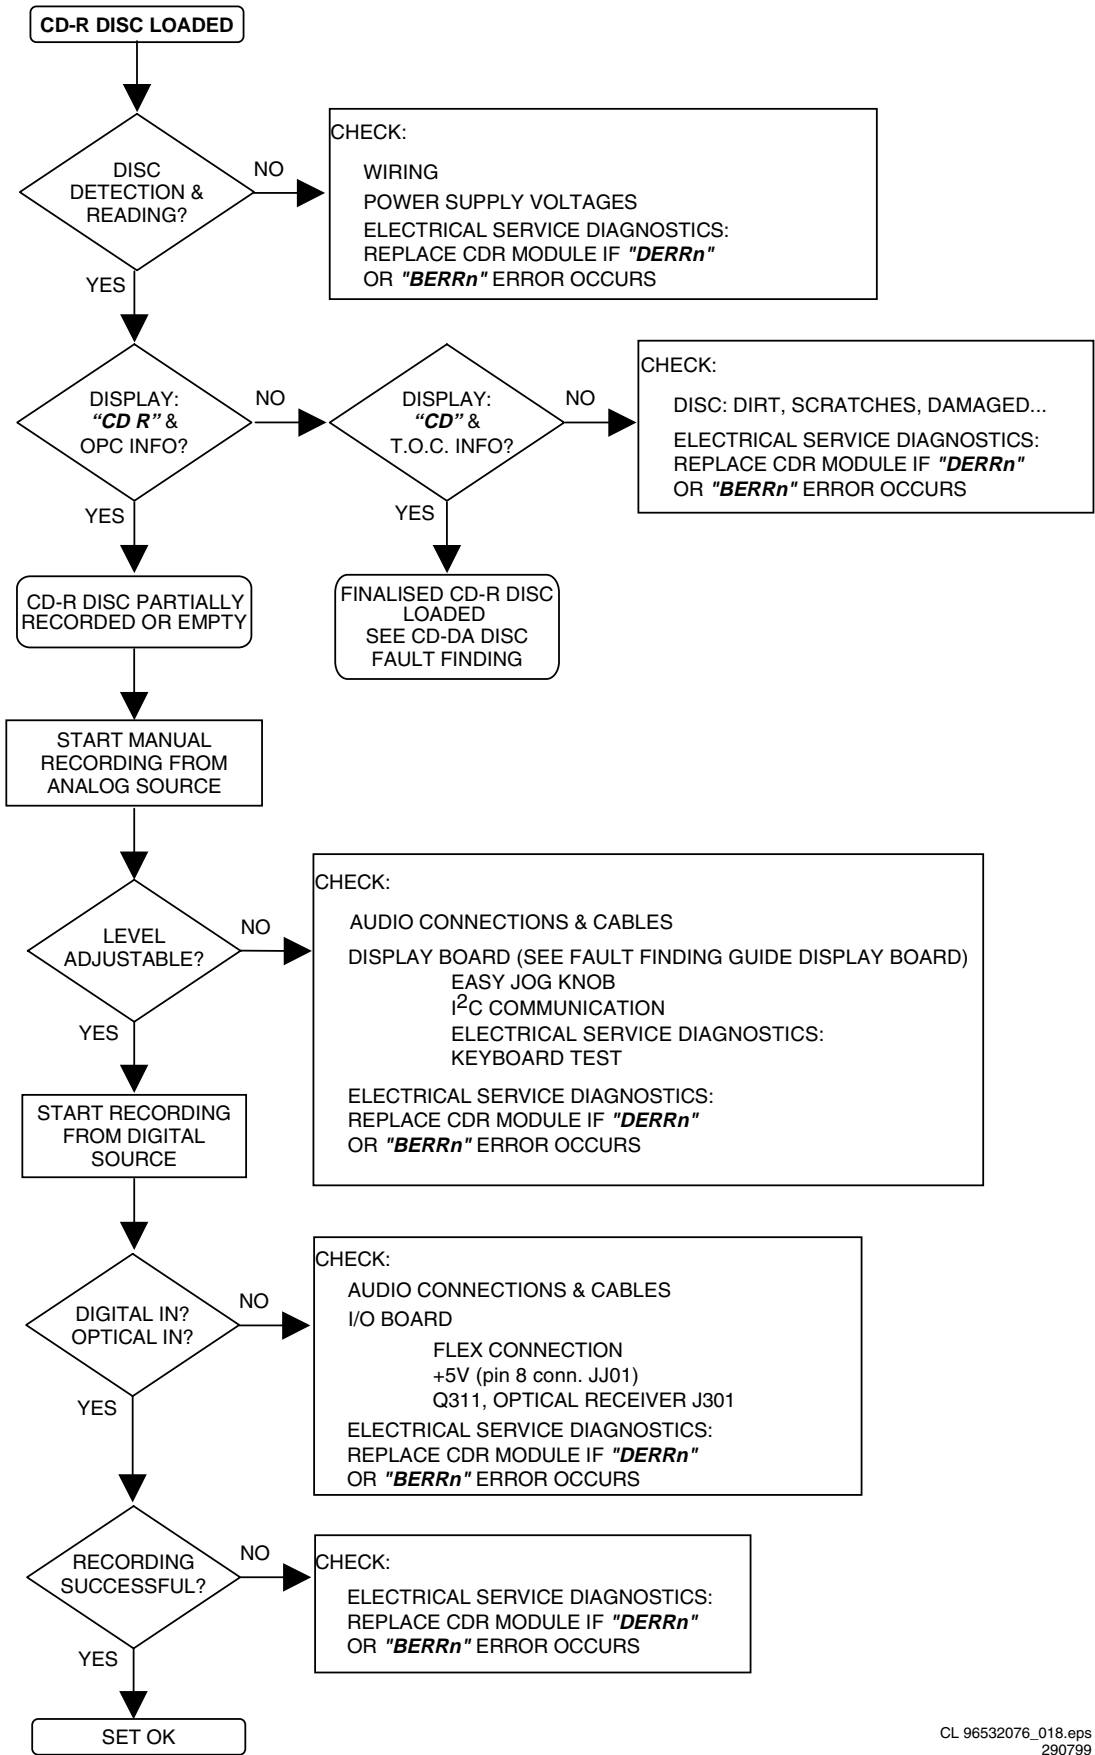 CD-R DISC LOADED
DISC
DETECTION &
READING?
NO
CHECK:
WIRING
POWER SUPPLY VOLTAGES
ELECTRICAL SERVICE DIAGNOSTICS:
REPLACE CDR MODULE IF "DERRn"
OR "BERRn" ERROR OCCURS
YES
DISPLAY:
“CD R” &
OPC INFO?
NO
DISPLAY:
“CD” &
T.O.C. INFO?
NO
CHECK:
DISC: DIRT, SCRATCHES, DAMAGED...
ELECTRICAL SERVICE DIAGNOSTICS:
REPLACE CDR MODULE IF "DERRn"
OR "BERRn" ERROR OCCURS
YES
YES
CD-R DISC PARTIALLY
RECORDED OR EMPTY
FINALISED CD-R DISC
LOADED
SEE CD-DA DISC
FAULT FINDING
START MANUAL
RECORDING FROM
ANALOG SOURCE
LEVEL
ADJUSTABLE?
NO
CHECK:
AUDIO CONNECTIONS & CABLES
DISPLAY BOARD (SEE FAULT FINDING GUIDE DISPLAY BOARD)
EASY JOG KNOB
I2C COMMUNICATION
ELECTRICAL SERVICE DIAGNOSTICS:
KEYBOARD TEST
ELECTRICAL SERVICE DIAGNOSTICS:
REPLACE CDR MODULE IF "DERRn"
OR "BERRn" ERROR OCCURS
YES
START RECORDING
FROM DIGITAL
SOURCE
DIGITAL IN?
OPTICAL IN?
NO
CHECK:
AUDIO CONNECTIONS & CABLES
I/O BOARD
FLEX CONNECTION
+5V (pin 8 conn. JJ01)
Q311, OPTICAL RECEIVER J301
ELECTRICAL SERVICE DIAGNOSTICS:
REPLACE CDR MODULE IF "DERRn"
OR "BERRn" ERROR OCCURS
YES
RECORDING
SUCCESSFUL?
NO
CHECK:
ELECTRICAL SERVICE DIAGNOSTICS:
REPLACE CDR MODULE IF "DERRn"
OR "BERRn" ERROR OCCURS
YES
SET OK
CL 96532076_018.eps
290799